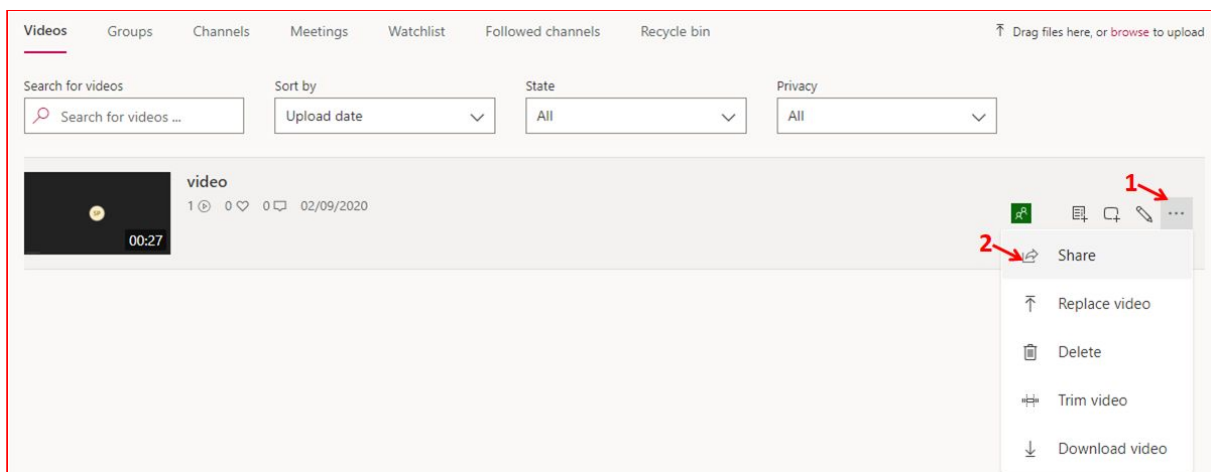 Videos Groups Channels Meetings Watchlist Followed channels Recycle bin Drag files here, or browse to upload
Search for videos Sort by State Privacy
Search for videos ... Upload date All All
video
1 0 0 02/09/2020
00:27
1
...
2
Share
Replace video
Delete
Trim video
Download video